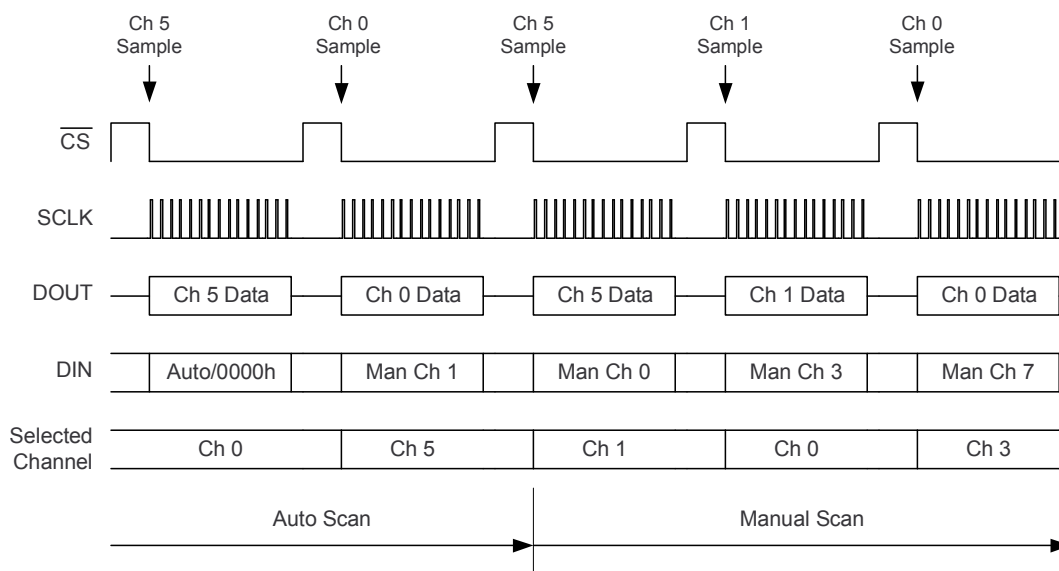 Ch 5
Sample
Ch 0
Sample
Ch 5
Sample
Ch 1
Sample
Ch 0
Sample
CS
SCLK
DOUT
Ch 5 Data
Ch 0 Data
Ch 5 Data
Ch 1 Data
Ch 0 Data
DIN
Auto/0000h
Man Ch 1
Man Ch 0
Man Ch 3
Man Ch 7
Selected
Channel
Ch 0
Ch 5
Ch 1
Ch 0
Ch 3
Auto Scan
Manual Scan